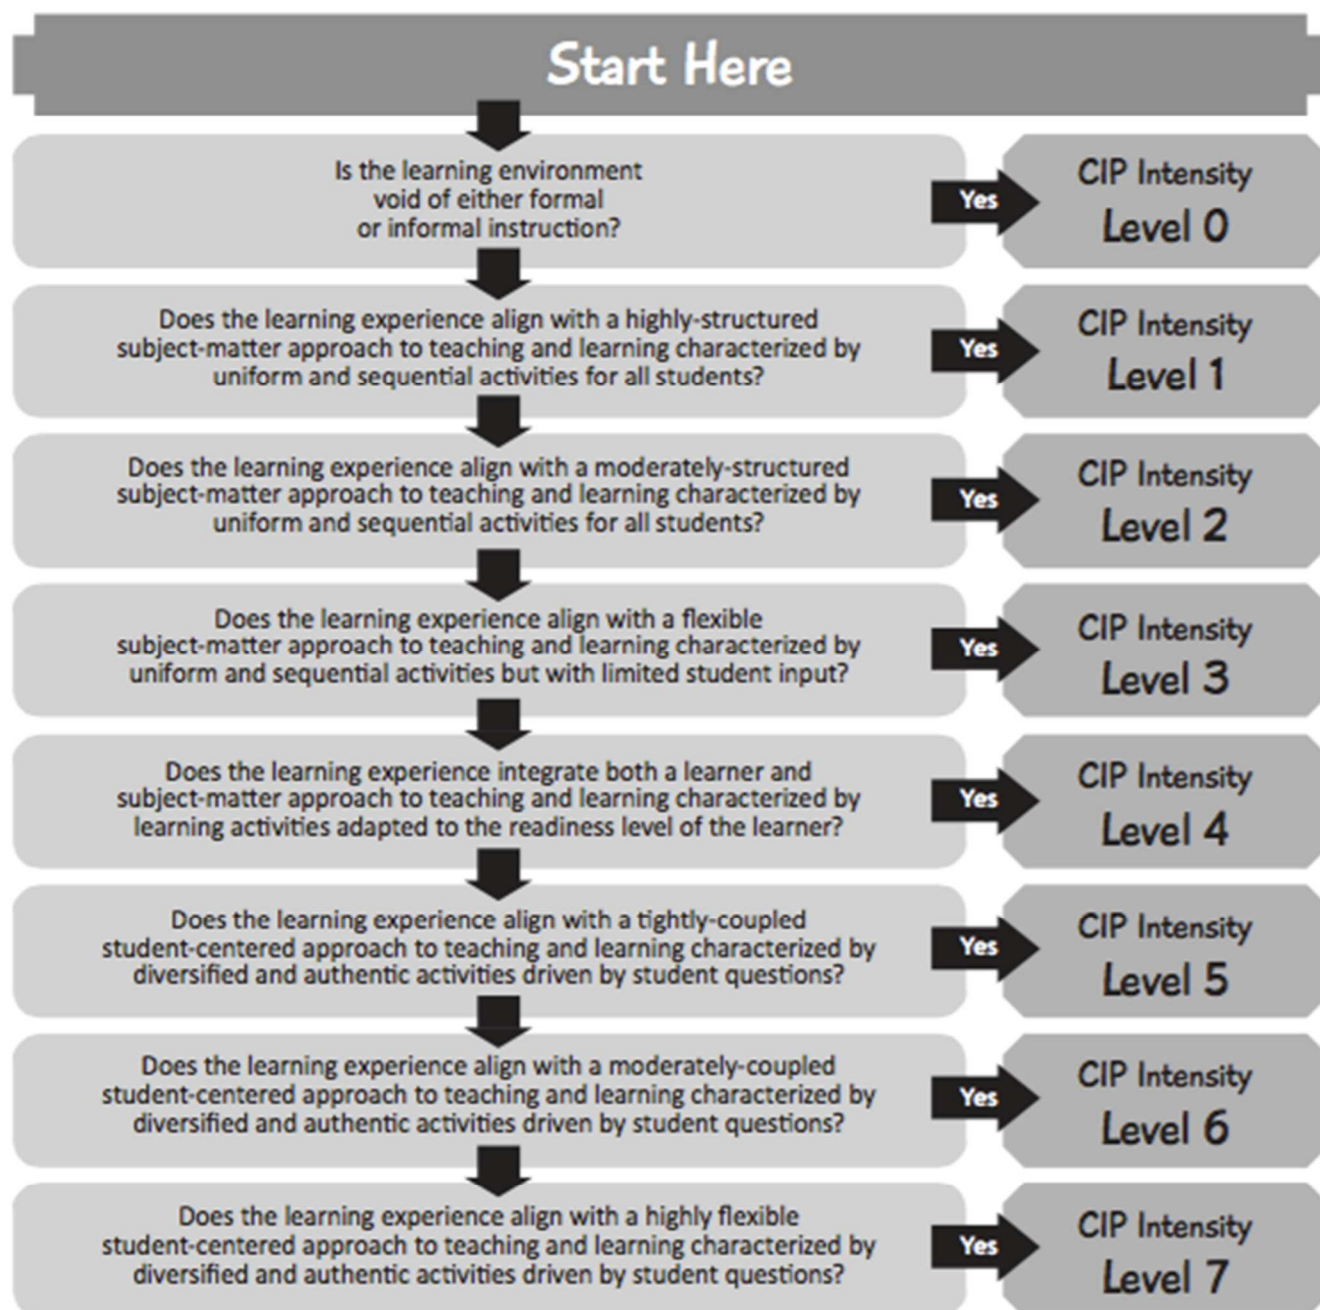 Start Here
Is the learning environment
void of either formal
or informal instruction?
Yes
CIP Intensity
Level 0
Does the learning experience align with a highly-structured
subject-matter approach to teaching and learning characterized by
uniform and sequential activities for all students?
Yes
CIP Intensity
Level 1
Does the learning experience align with a moderately-structured
subject-matter approach to teaching and learning characterized by
uniform and sequential activities for all students?
Yes
CIP Intensity
Level 2
Does the learning experience align with a flexible
subject-matter approach to teaching and learning characterized by
uniform and sequential activities but with limited student input?
Yes
CIP Intensity
Level 3
Does the learning experience integrate both a learner and
subject-matter approach to teaching and learning characterized by
learning activities adapted to the readiness level of the learner?
Yes
CIP Intensity
Level 4
Does the learning experience align with a tightly-coupled
student-centered approach to teaching and learning characterized by
diversified and authentic activities driven by student questions?
Yes
CIP Intensity
Level 5
Does the learning experience align with a moderately-coupled
student-centered approach to teaching and learning characterized by
diversified and authentic activities driven by student questions?
Yes
CIP Intensity
Level 6
Does the learning experience align with a highly flexible
student-centered approach to teaching and learning characterized by
diversified and authentic activities driven by student questions?
Yes
CIP Intensity
Level 7